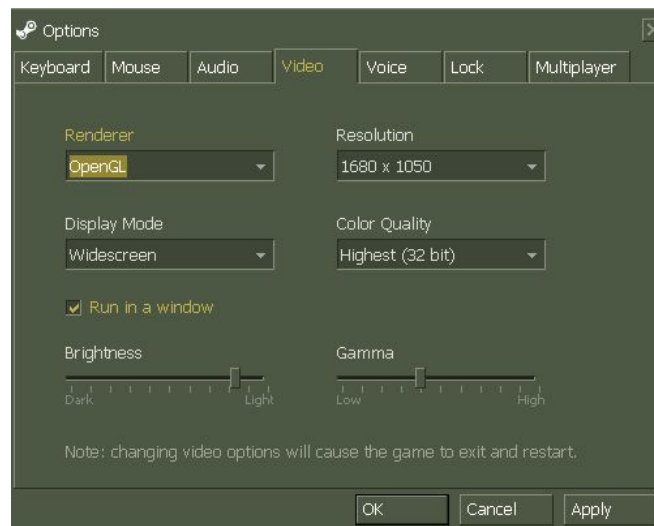 Options
Keyboard Mouse Audio Video Voice Lock Multiplayer
Renderer Resolution
OpenGL 1680 x 1050
Display Mode Color Quality
Widescreen Highest (32 bit)
Run in a window
Brightness Gamma
Dark Light Low High
Note: changing video options will cause the game to exit and restart.
OK Cancel Apply